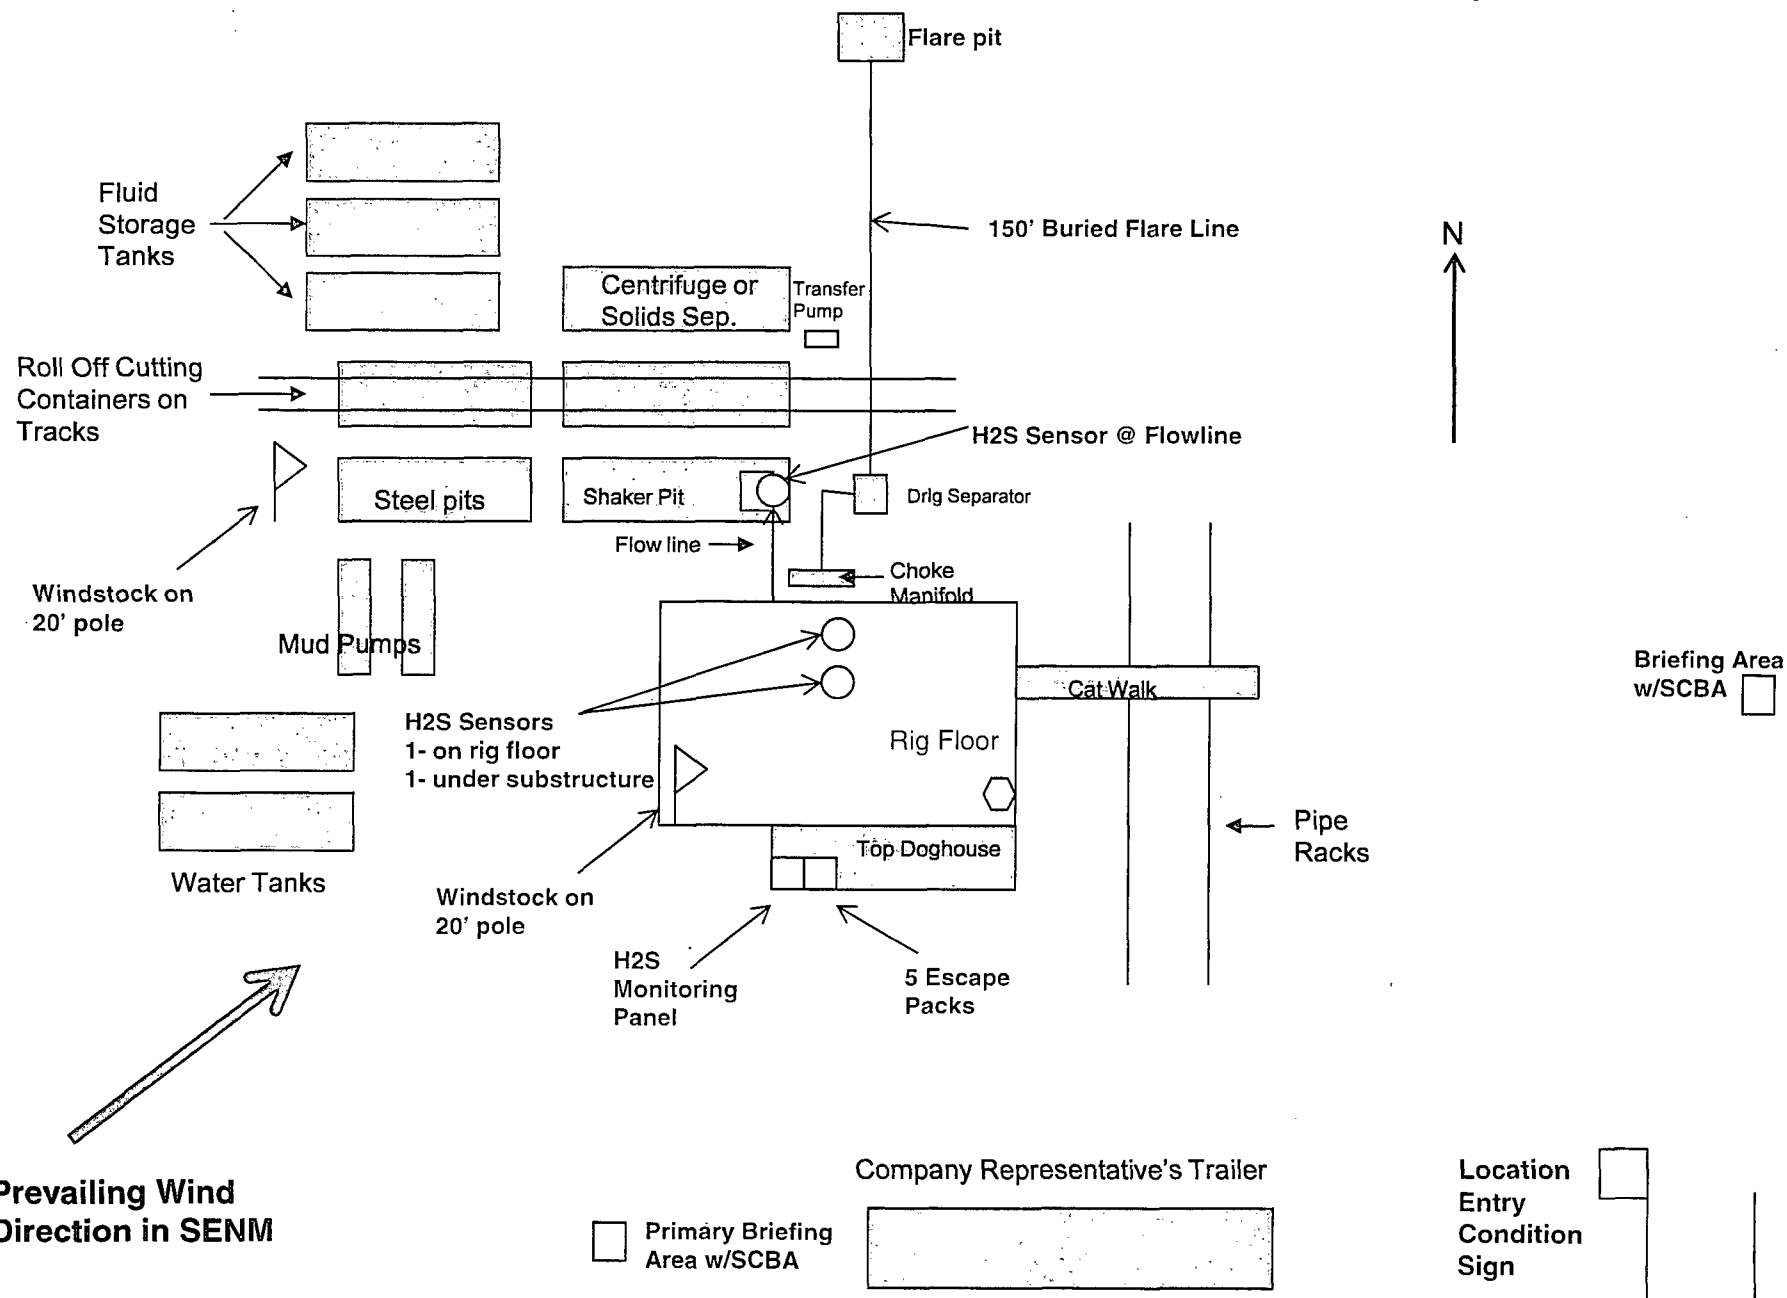 Flare pit
Fluid
Storage
Tanks
150' Buried Flare Line
N
Centrifuge or
Solids Sep.
Transfer
Pump
Roll Off Cutting
Containers on
Tracks
H2S Sensor @ Flowline
Steel pits
Shaker Pit
Drlg Separator
Flow line
Choke
Manifold
Windstock on
20' pole
Mud Pumps
Briefing Area
w/SCBA
Cat Walk
H2S Sensors
1- on rig floor
1- under substructure
Rig Floor
Pipe
Racks
Top Doghouse
Water Tanks
Windstock on
20' pole
H2S
Monitoring
Panel
5 Escape
Packs
Prevailing Wind
Direction in SENM
Company Representative's Trailer
Primary Briefing
Area w/SCBA
Location
Entry
Condition
Sign